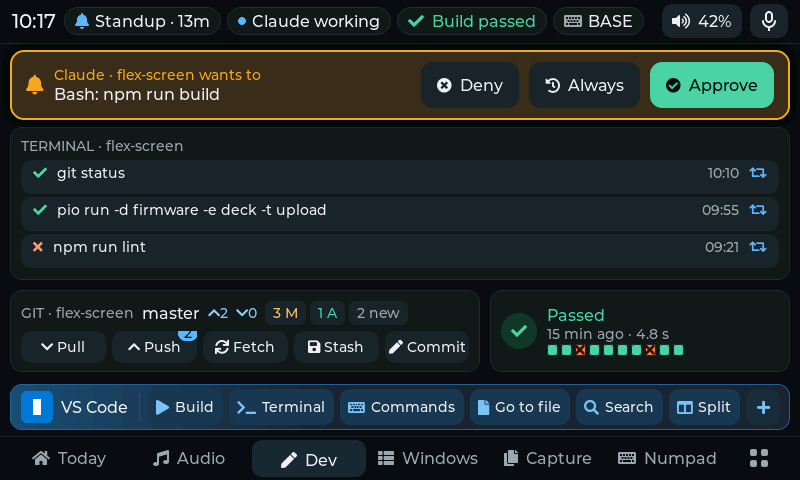 10:17 Standup · 13m Claude working Build passed BASE 42%
Claude · flex-screen wants to
Bash: npm run build
Deny Always Approve
TERMINAL · flex-screen
git status 10:10
pio run -d firmware -e deck -t upload 09:55
npm run lint 09:21
GIT · flex-screen master 2 0 3 M 1 A 2 new
Pull Push Fetch Stash Commit
Passed
15 min ago · 4.8 s
VS Code Build Terminal Commands Go to file Search Split +
Today Audio Dev Windows Capture Numpad